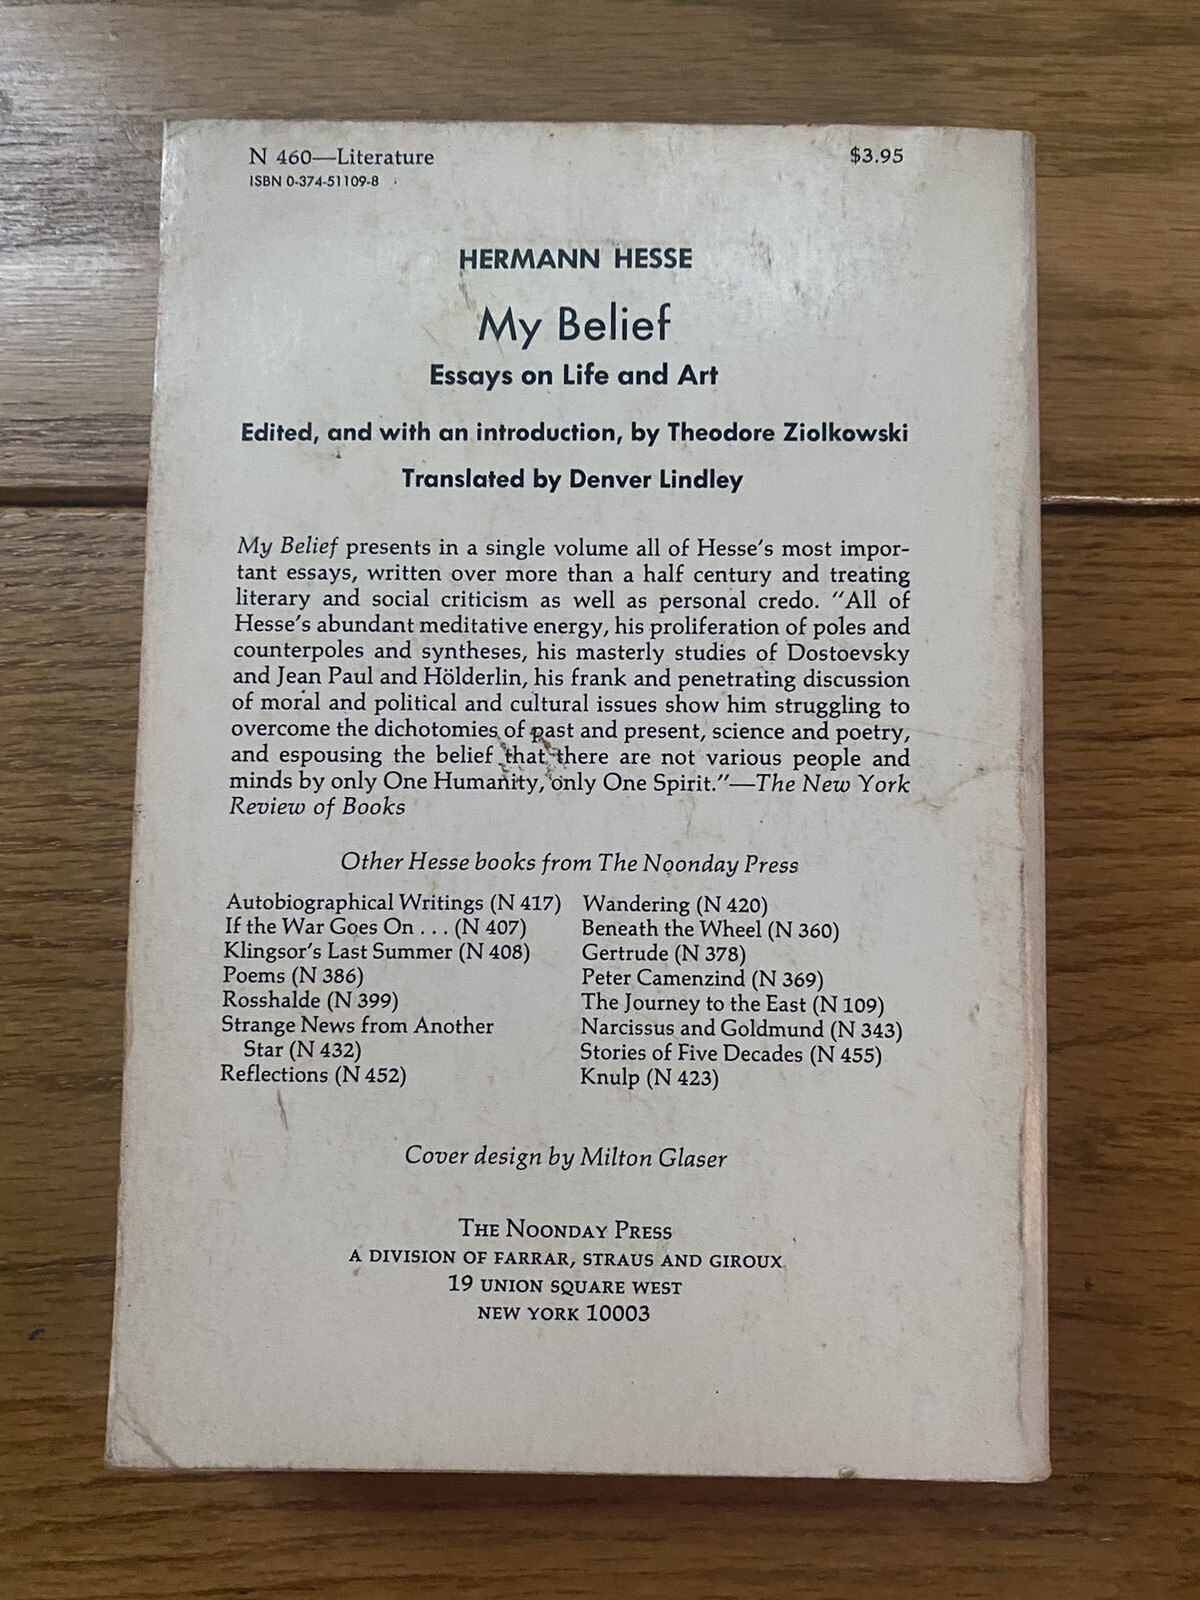 N 460—Literature
$3.95
ISBN 0-374-51109-8
HERMANN HESSE
My Belief
Essays on Life and Art
Edited, and with an introduction, by Theodore Ziolkowski
Translated by Denver Lindley
My Belief presents in a single volume all of Hesse's most impor-
tant essays, written over more than a half century and treating
literary and social criticism as well as personal credo. "All of
Hesse's abundant meditative energy, his proliferation of poles and
counterpoles and syntheses, his masterly studies of Dostoevsky
and Jean Paul and Hölderlin, his frank and penetrating discussion
of moral and political and cultural issues show him struggling to
overcome the dichotomies of past and present, science and poetry,
and espousing the belief that there are not various people and
minds by only One Humanity, only One Spirit."—The New York
Review of Books
Other Hesse books from The Noonday Press
Autobiographical Writings (N 417)
If the War Goes On . . . (N 407)
Klingsor's Last Summer (N 408)
Poems (N 386)
Rosshalde (N 399)
Strange News from Another
Star (N 432)
Reflections (N 452)
Wandering (N 420)
Beneath the Wheel (N 360)
Gertrude (N 378)
Peter Camenzind (N 369)
The Journey to the East (N 109)
Narcissus and Goldmund (N 343)
Stories of Five Decades (N 455)
Knulp (N 423)
Cover design by Milton Glaser
THE NOONDAY PRESS
A DIVISION OF FARRAR, STRAUS AND GIROUX
19 UNION SQUARE WEST
NEW YORK 10003